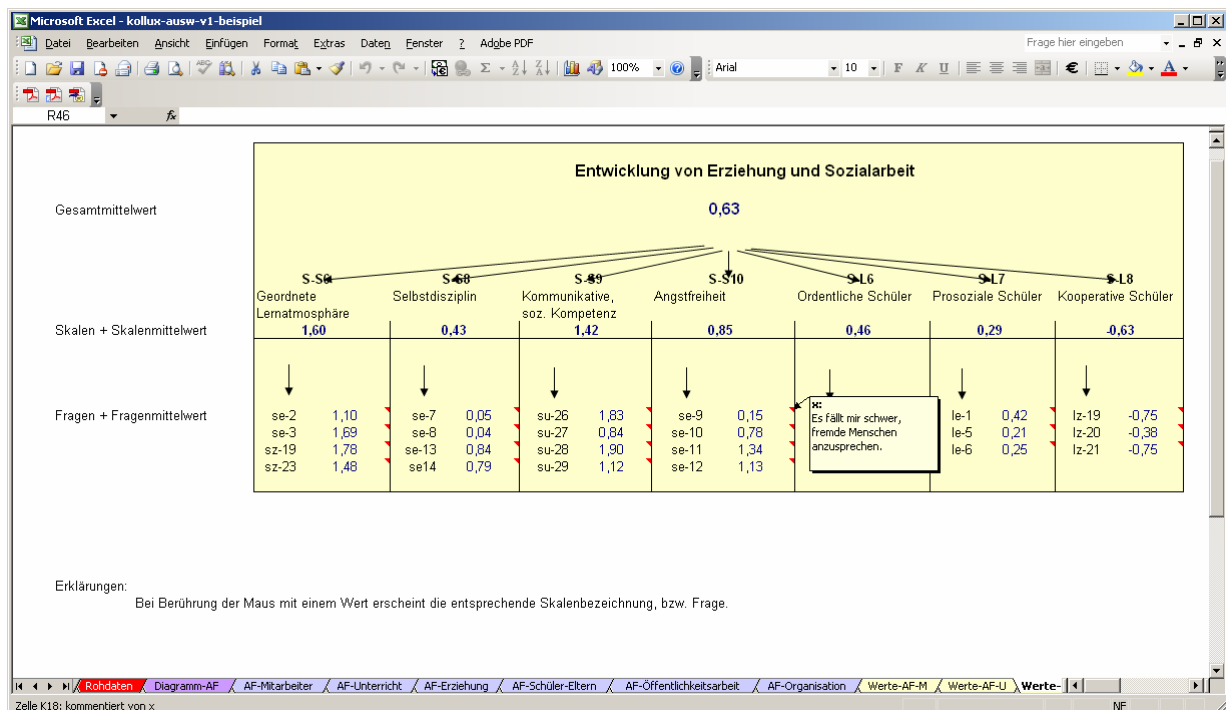 Microsoft Excel - kollux-ausw-v1-beispiel
Datei Bearbeiten Ansicht Einfügen Format Extras Daten Fenster ? Adobe PDF Frage hier eingeben
100% Arial 10 F K U €
R46 fx
Entwicklung von Erziehung und Sozialarbeit
Gesamtmittelwert 0,63
S-S6 S-S8 S-S9 S-S10 S-L6 S-L7 S-L8
Geordnete Selbstdisziplin Kommunikative, Angstfreiheit Ordentliche Schüler Prosoziale Schüler Kooperative Schüler
Lernatmosphäre soz. Kompetenz
Skalen + Skalenmittelwert 1,60 0,43 1,42 0,85 0,46 0,29 -0,63
x:
Fragen + Fragenmittelwert se-2 1,10 se-7 0,05 su-26 1,83 se-9 0,15 Es fällt mir schwer, le-1 0,42 lz-19 -0,75
se-3 1,69 se-8 0,04 su-27 0,84 se-10 0,78 fremde Menschen le-5 0,21 lz-20 -0,38
sz-19 1,78 se-13 0,84 su-28 1,90 se-11 1,34 anzusprechen. le-6 0,25 lz-21 -0,75
sz-23 1,48 se14 0,79 su-29 1,12 se-12 1,13
Erklärungen:
Bei Berührung der Maus mit einem Wert erscheint die entsprechende Skalenbezeichnung, bzw. Frage.
Rohdaten Diagramm-AF AF-Mitarbeiter AF-Unterricht AF-Erziehung AF-Schüler-Eltern AF-Öffentlichkeitsarbeit AF-Organisation Werte-AF-M Werte-AF-U Werte-
Zelle K18: kommentiert von x NF